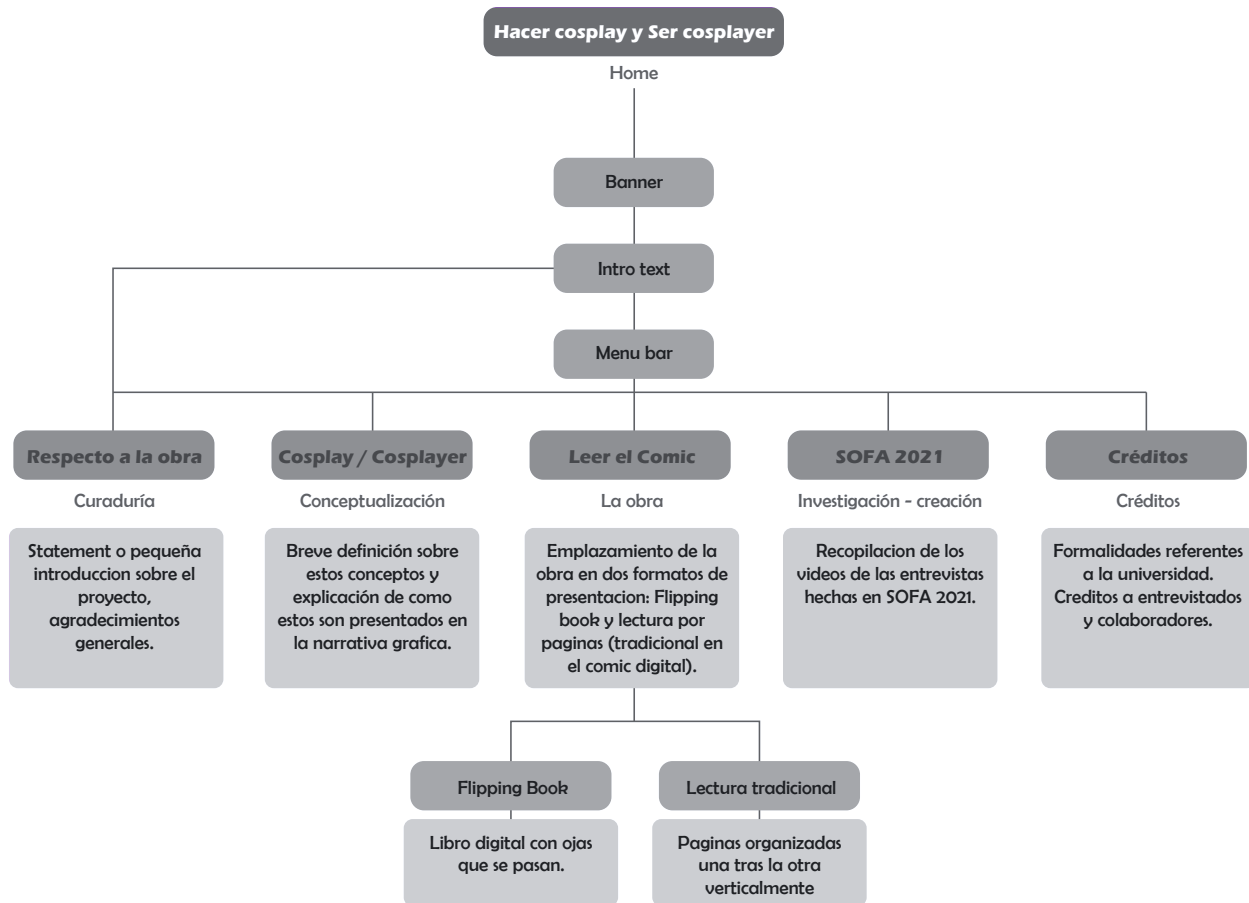 Hacer cosplay y Ser cosplayer
Home
Banner
Intro text
Menu bar
Respecto a la obra
Curaduría
Statement o pequeña
introduccion sobre el
proyecto,
agradecimientos
generales.
Cosplay / Cosplayer
Conceptualización
Breve definición sobre
estos conceptos y
explicación de como
estos son presentados en
la narrativa grafica.
Leer el Comic
La obra
Emplazamiento de la
obra en dos formatos de
presentacion: Flipping
book y lectura por
paginas (tradicional en
el comic digital).
SOFA 2021
Investigación - creación
Recopilacion de los
videos de las entrevistas
hechas en SOFA 2021.
Créditos
Créditos
Formalidades referentes
a la universidad.
Creditos a entrevistados
y colaboradores.
Flipping Book
Libro digital con ojas
que se pasan.
Lectura tradicional
Paginas organizadas
una tras la otra
verticalmente